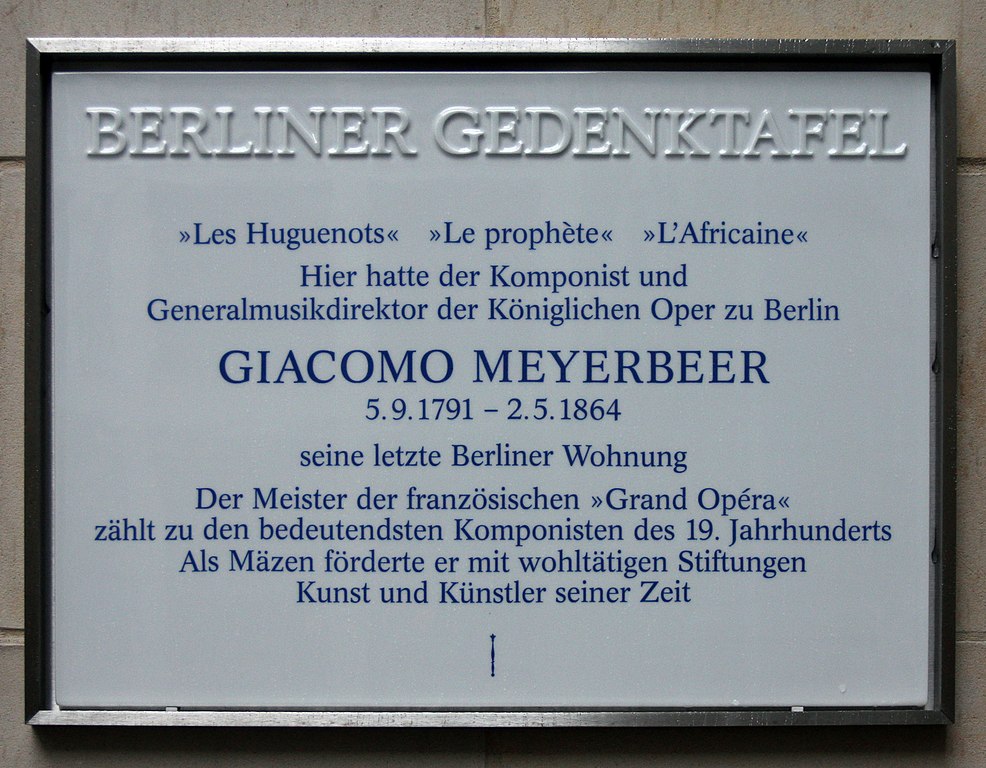 BERLINER GEDENKTAFEL
»Les Huguenots« »Le prophète« »L'Africaine«
Hier hatte der Komponist und
Generalmusikdirektor der Königlichen Oper zu Berlin
GIACOMO MEYERBEER
5.9.1791 – 2.5.1864
seine letzte Berliner Wohnung
Der Meister der französischen »Grand Opéra«
zählt zu den bedeutendsten Komponisten des 19. Jahrhunderts
Als Mäzen förderte er mit wohltätigen Stiftungen
Kunst und Künstler seiner Zeit